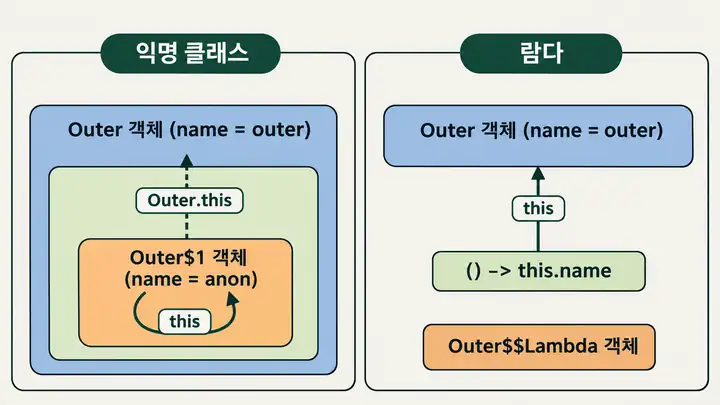 익명 클래스
Outer 객체 (name = outer)
Outer.this
Outer$1 객체
(name = anon)
this
람다
Outer 객체 (name = outer)
this
() -> this.name
Outer$$Lambda 객체